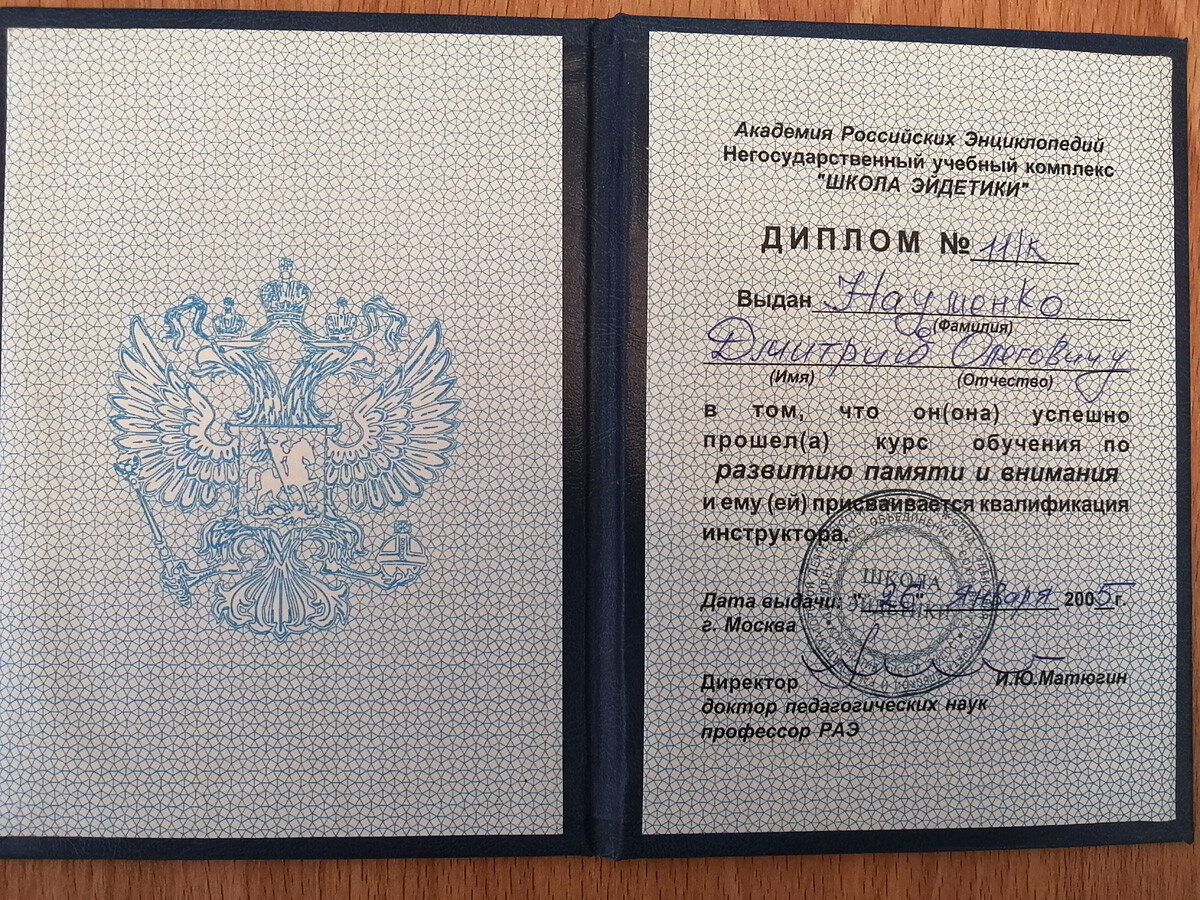 Академия Российских Энциклопедий
Негосударственный учебный комплекс
"ШКОЛА ЭЙДЕТИКИ"
ДИПЛОМ № 11/к
Выдан Науменко
(Фамилия)
Дмитрию Олеговичу
(Имя) (Отчество)
в том, что он(она) успешно
прошел(а) курс обучения по
развитию памяти и внимания
и ему (ей) присваивается квалификация
инструктора.
ШКОЛА
ЭЙДЕТИКИ
Дата выдачи: "26" января 2005 г.
г. Москва
Директор И.Ю.Матюгин
доктор педагогических наук
профессор РАЭ